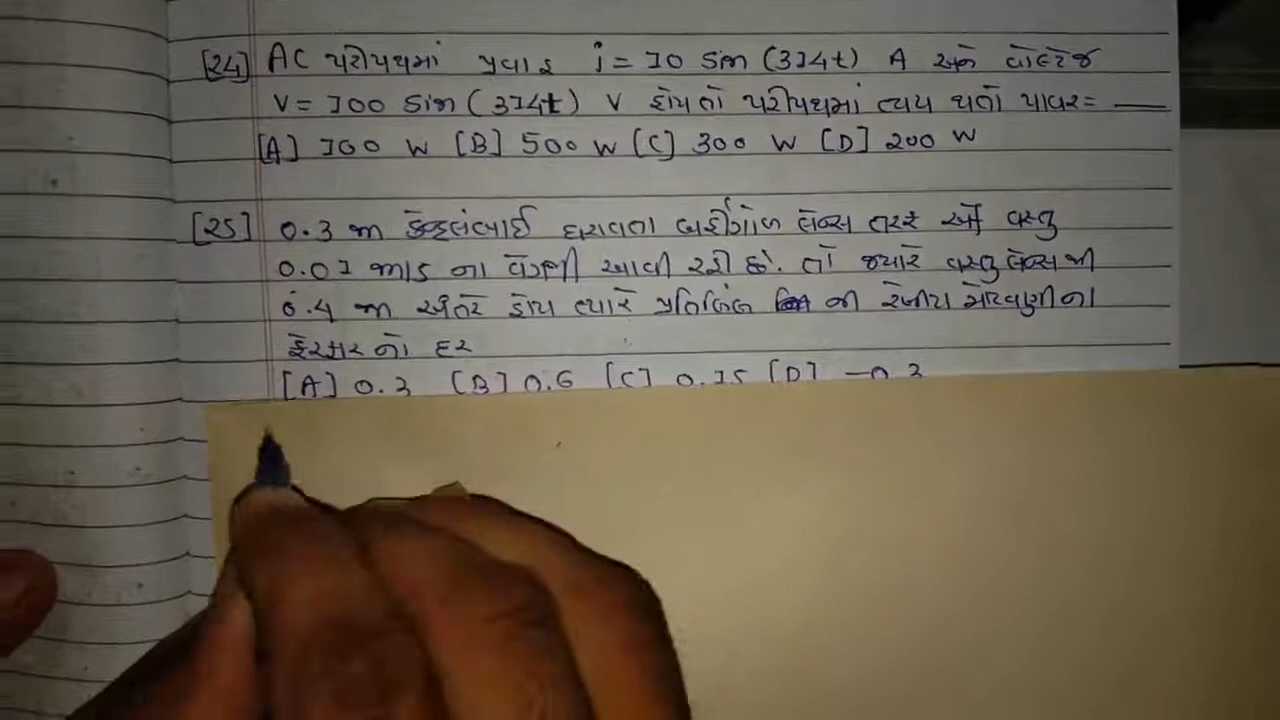 [24] AC પરીપથમાં પ્રવાહ i = 10 Sin (314t) A અને વોલ્ટેજ
V = 100 Sin (314t) V હોય તો પરીપથમાં વ્યય થતો પાવર = ___
[A] 100 W [B] 500 W [C] 300 W [D] 200 W
[25] 0.3 m કેન્દ્રલંબાઈ ધરાવતા બહીર્ગોળ લેન્સ તરફ એક વસ્તુ
0.01 m/s ના વેગથી આવી રહી છે. તો જ્યારે વસ્તુ લેન્સથી
0.4 m અંતરે હોય ત્યારે પ્રતિબિંબ ની રેખીય મોટવણીના
ફેરફાર નો દર
[A] 0.3 [B] 0.6 [C] 0.15 [D] -0.3